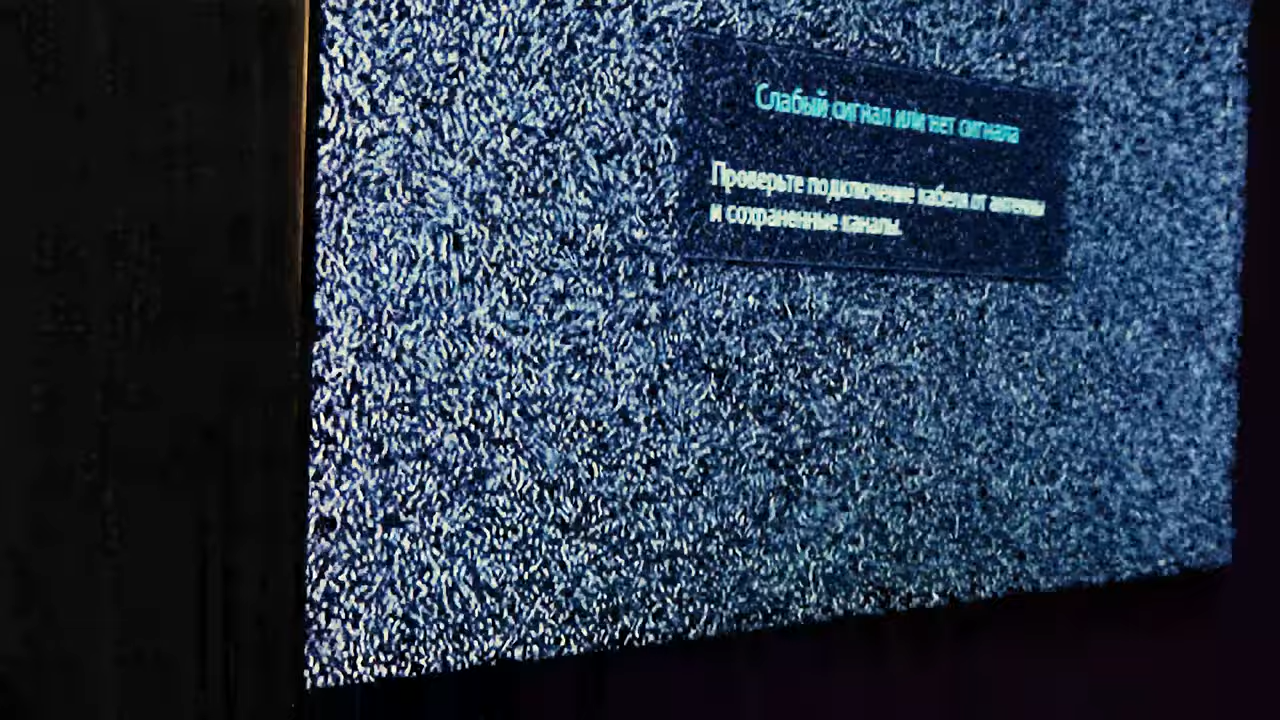 Слабый сигнал или нет сигнала
Проверьте подключение кабеля от антенны
и сохраненные каналы.